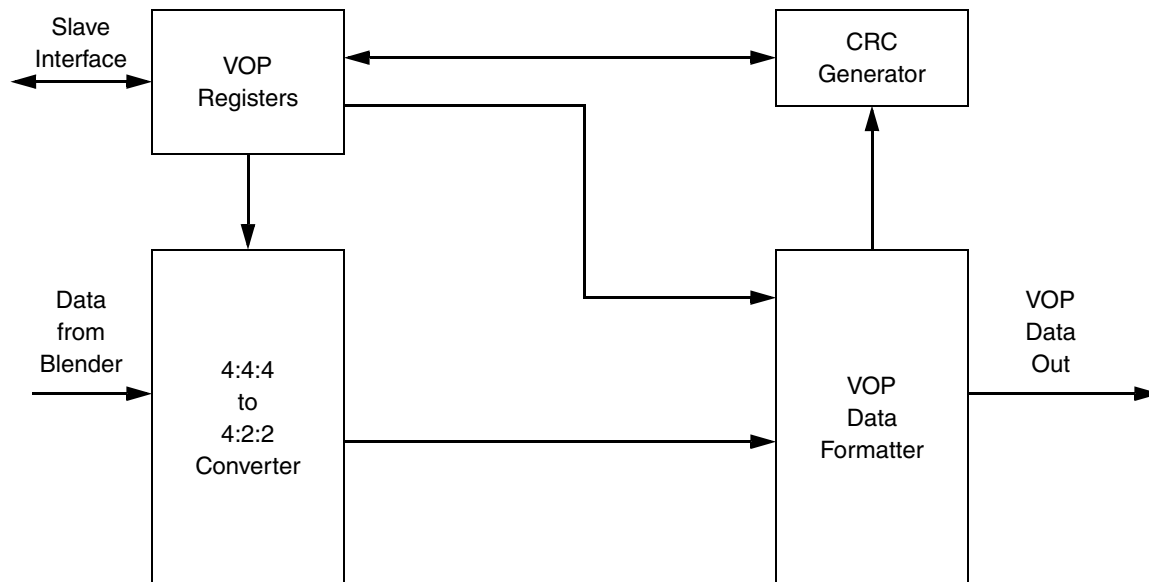 Slave
Interface
VOP
Registers
CRC
Generator
Data
from
Blender
4:4:4
to
4:2:2
Converter
VOP
Data
Formatter
VOP
Data
Out